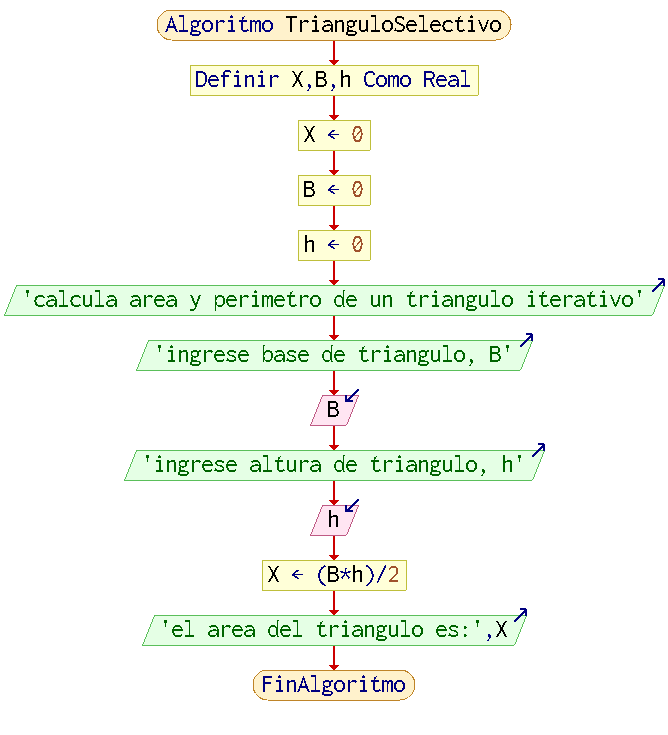 Algoritmo TrianguloSelectivo
Definir X,B,h Como Real
X ← 0
B ← 0
h ← 0
'calcula area y perimetro de un triangulo iterativo'
'ingrese base de triangulo, B'
B
'ingrese altura de triangulo, h'
h
X ← (B*h)/2
'el area del triangulo es:',X
FinAlgoritmo